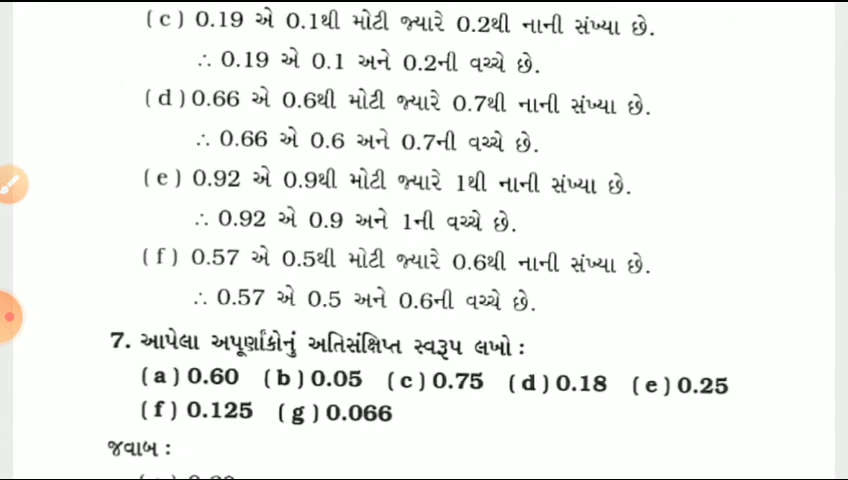 (c) 0.19 એ 0.1થી મોટી જ્યારે 0.2થી નાની સંખ્યા છે.
∴ 0.19 એ 0.1 અને 0.2ની વચ્ચે છે.
(d) 0.66 એ 0.6થી મોટી જ્યારે 0.7થી નાની સંખ્યા છે.
∴ 0.66 એ 0.6 અને 0.7ની વચ્ચે છે.
(e) 0.92 એ 0.9થી મોટી જ્યારે 1થી નાની સંખ્યા છે.
∴ 0.92 એ 0.9 અને 1ની વચ્ચે છે.
(f) 0.57 એ 0.5થી મોટી જ્યારે 0.6થી નાની સંખ્યા છે.
∴ 0.57 એ 0.5 અને 0.6ની વચ્ચે છે.
7. આપેલા અપૂર્ણાંકોનું અતિસંક્ષિપ્ત સ્વરૂપ લખો :
(a) 0.60 (b) 0.05 (c) 0.75 (d) 0.18 (e) 0.25
(f) 0.125 (g) 0.066
જવાબ :